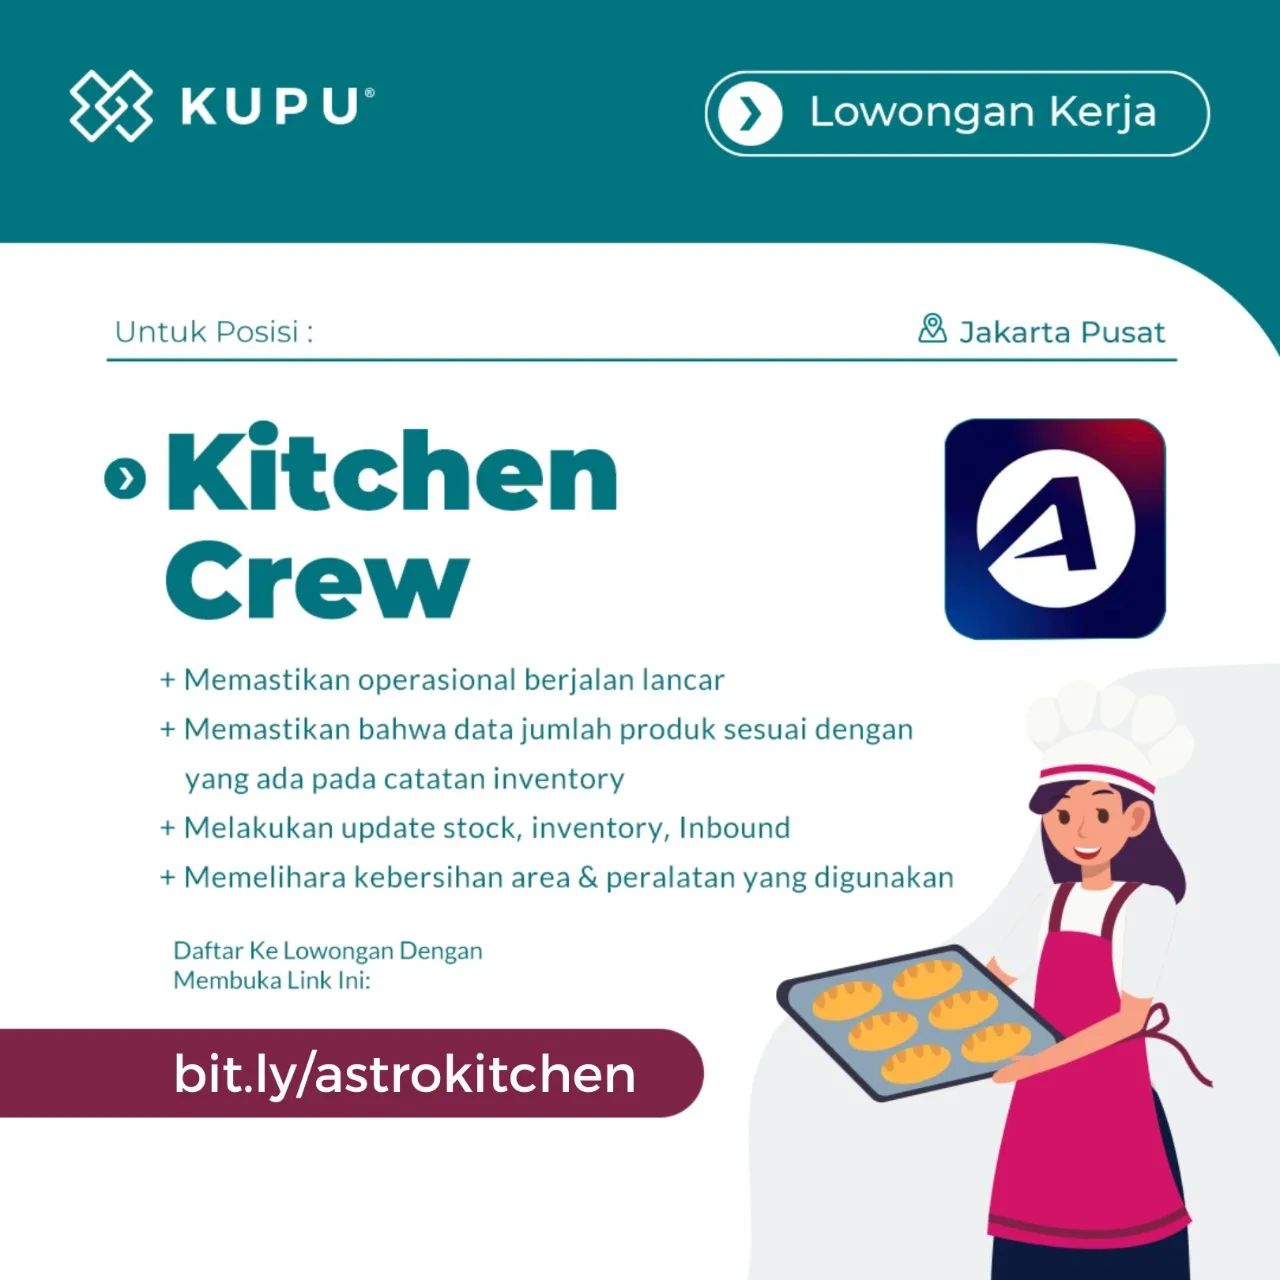 KUPU®
Lowongan Kerja
Untuk Posisi :
Jakarta Pusat
Kitchen
Crew
+ Memastikan operasional berjalan lancar
+ Memastikan bahwa data jumlah produk sesuai dengan
yang ada pada catatan inventory
+ Melakukan update stock, inventory, Inbound
+ Memelihara kebersihan area & peralatan yang digunakan
Daftar Ke Lowongan Dengan
Membuka Link Ini:
bit.ly/astrokitchen